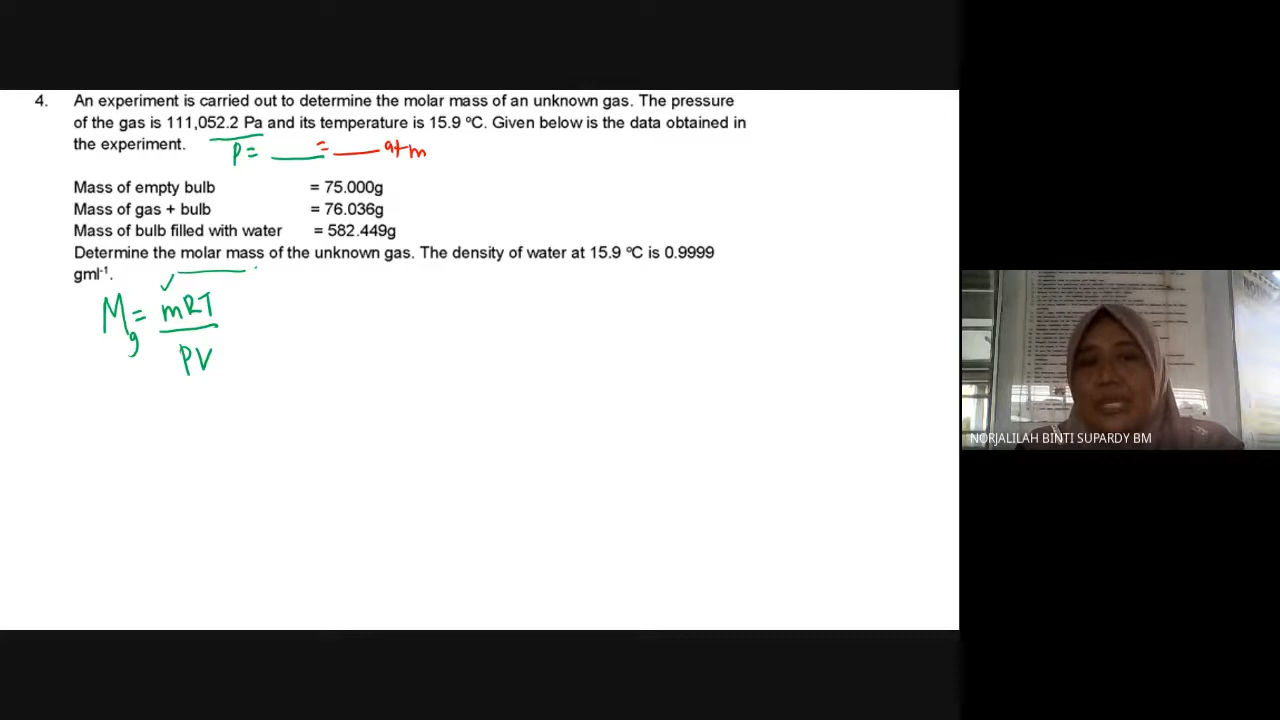 4. An experiment is carried out to determine the molar mass of an unknown gas. The pressure
of the gas is 111,052.2 Pa and its temperature is 15.9 ºC. Given below is the data obtained in
the experiment.
P = ____ = ____ atm
Mass of empty bulb = 75.000g
Mass of gas + bulb = 76.036g
Mass of bulb filled with water = 582.449g
Determine the molar mass of the unknown gas. The density of water at 15.9 ºC is 0.9999
gml⁻¹.
Mg = mRT
PV
NORJALILAH BINTI SUPARDY BM